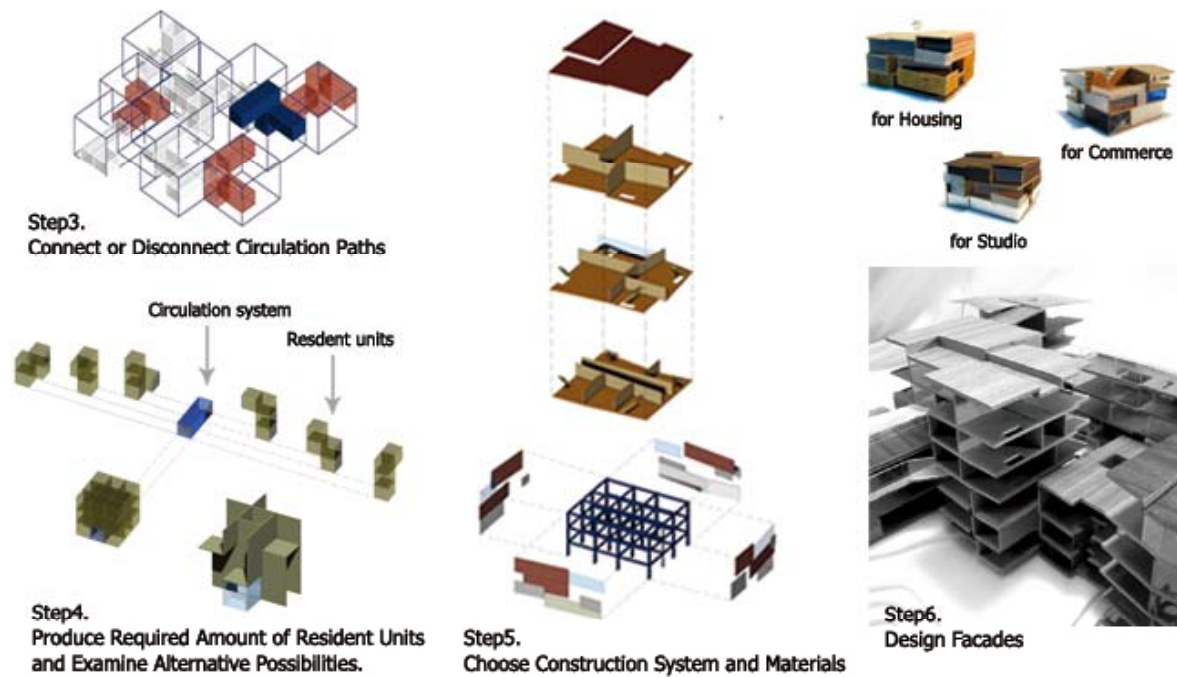 Step3.
Connect or Disconnect Circulation Paths
Circulation system
Resdent units
Step4.
Produce Required Amount of Resident Units
and Examine Alternative Possibilities.
Step5.
Choose Construction System and Materials
for Housing
for Commerce
for Studio
Step6.
Design Facades